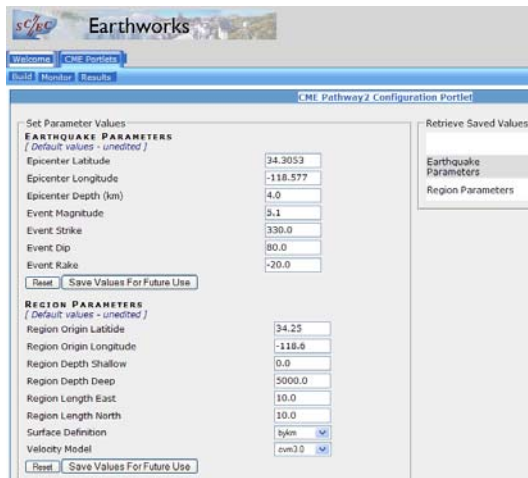 SC/EC Earthworks
Welcome CME Portlets
Build Monitor Results
CME Pathway2 Configuration Portlet
Set Parameter Values
EARTHQUAKE PARAMETERS
[ Default values - unedited ]
Epicenter Latitude 34.3053
Epicenter Longitude -118.577
Epicenter Depth (km) 4.0
Event Magnitude 5.1
Event Strike 330.0
Event Dip 80.0
Event Rake -20.0
Reset Save Values For Future Use
REGION PARAMETERS
[ Default values - unedited ]
Region Origin Latitide 34.25
Region Origin Longitude -118.6
Region Depth Shallow 0.0
Region Depth Deep 5000.0
Region Length East 10.0
Region Length North 10.0
Surface Definition bykm
Velocity Model cvm3.0
Reset Save Values For Future Use
Retrieve Saved Values
Earthquake
Parameters
Region Parameters